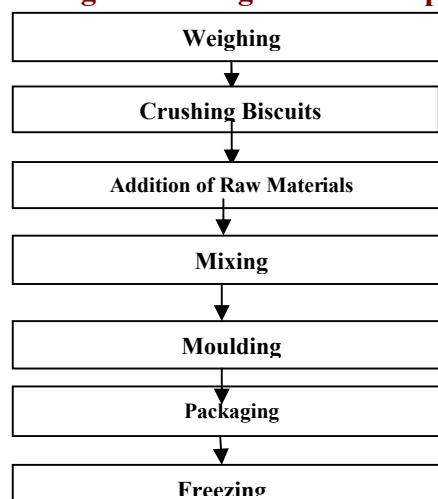 Weighing
Crushing Biscuits
Addition of Raw Materials
Mixing
Moulding
Packaging
Freezing